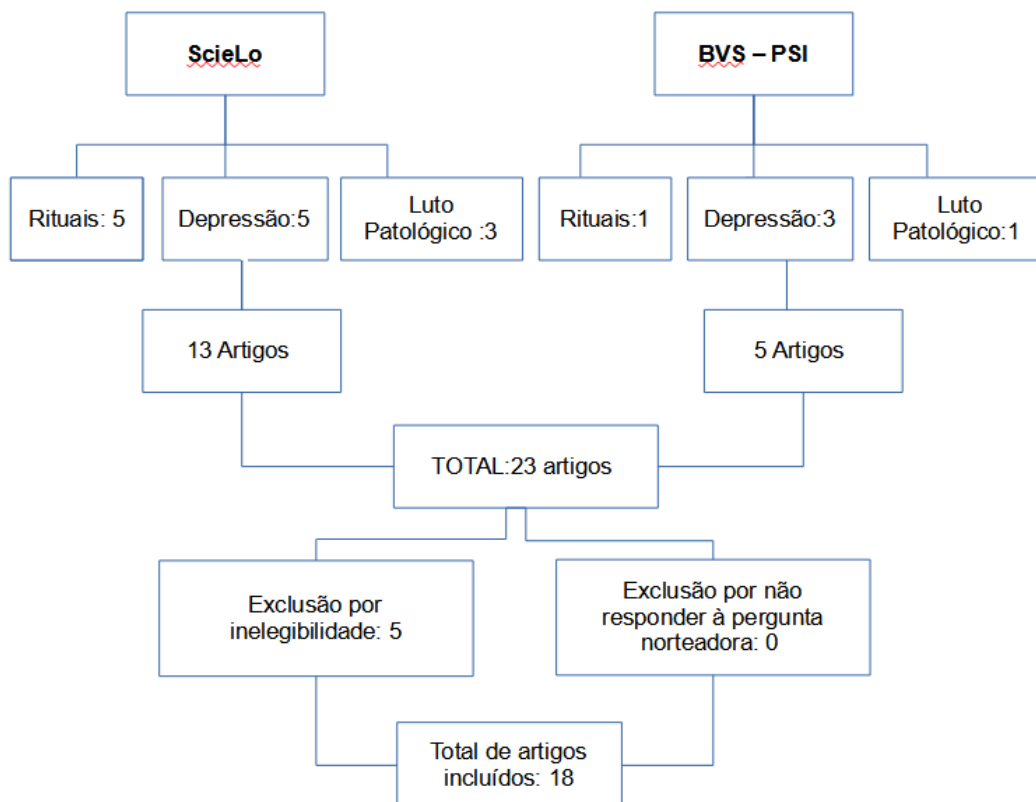 ScieLo
BVS – PSI
Rituais: 5
Depressão:5
Luto
Patológico :3
Rituais:1
Depressão:3
Luto
Patológico:1
13 Artigos
5 Artigos
TOTAL:23 artigos
Exclusão por
inelegibilidade: 5
Exclusão por não
responder à pergunta
norteadora: 0
Total de artigos
incluídos: 18